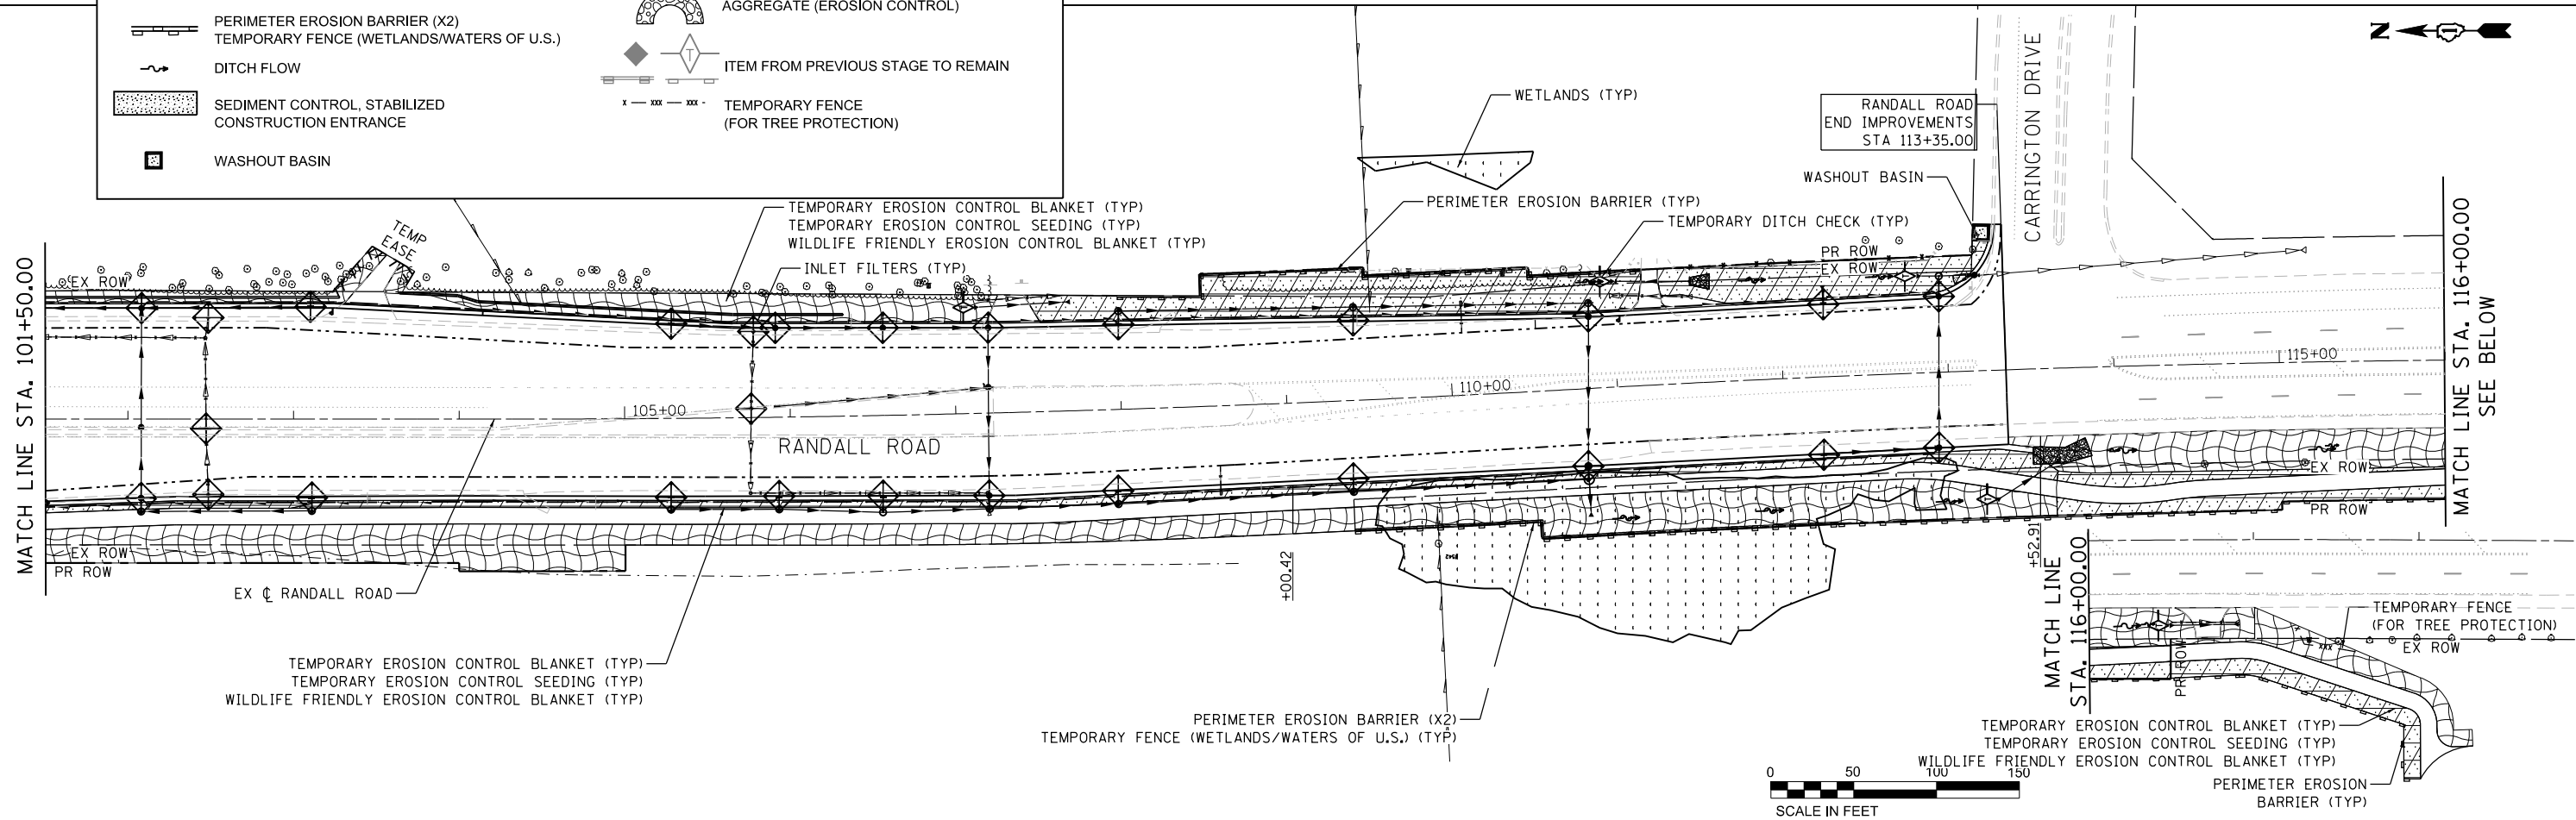 PERIMETER EROSION BARRIER (X2)
TEMPORARY FENCE (WETLANDS/WATERS OF U.S.)
DITCH FLOW
SEDIMENT CONTROL, STABILIZED
CONSTRUCTION ENTRANCE
WASHOUT BASIN
AGGREGATE (EROSION CONTROL)
T
ITEM FROM PREVIOUS STAGE TO REMAIN
X XXX XXX
TEMPORARY FENCE
(FOR TREE PROTECTION)
N
WETLANDS (TYP)
RANDALL ROAD
END IMPROVEMENTS
STA 113+35.00
CARRINGTON DRIVE
WASHOUT BASIN
PERIMETER EROSION BARRIER (TYP)
TEMPORARY DITCH CHECK (TYP)
TEMPORARY EROSION CONTROL BLANKET (TYP)
TEMPORARY EROSION CONTROL SEEDING (TYP)
WILDLIFE FRIENDLY EROSION CONTROL BLANKET (TYP)
INLET FILTERS (TYP)
TEMP
EASE
EX ROW
PR ROW
EX ROW
MATCH LINE STA. 101+50.00
MATCH LINE STA. 116+00.00
SEE BELOW
105+00
110+00
115+00
RANDALL ROAD
EX ROW
PR ROW
EX ROW
PR ROW
EX ℄ RANDALL ROAD
+00.42
+52.91
TEMPORARY EROSION CONTROL BLANKET (TYP)
TEMPORARY EROSION CONTROL SEEDING (TYP)
WILDLIFE FRIENDLY EROSION CONTROL BLANKET (TYP)
PERIMETER EROSION BARRIER (X2)
TEMPORARY FENCE (WETLANDS/WATERS OF U.S.) (TYP)
MATCH LINE
STA. 116+00.00
TEMPORARY FENCE
(FOR TREE PROTECTION)
EX ROW
XXX
PR ROW
TEMPORARY EROSION CONTROL BLANKET (TYP)
TEMPORARY EROSION CONTROL SEEDING (TYP)
WILDLIFE FRIENDLY EROSION CONTROL BLANKET (TYP)
PERIMETER EROSION
BARRIER (TYP)
0 50 100 150
SCALE IN FEET